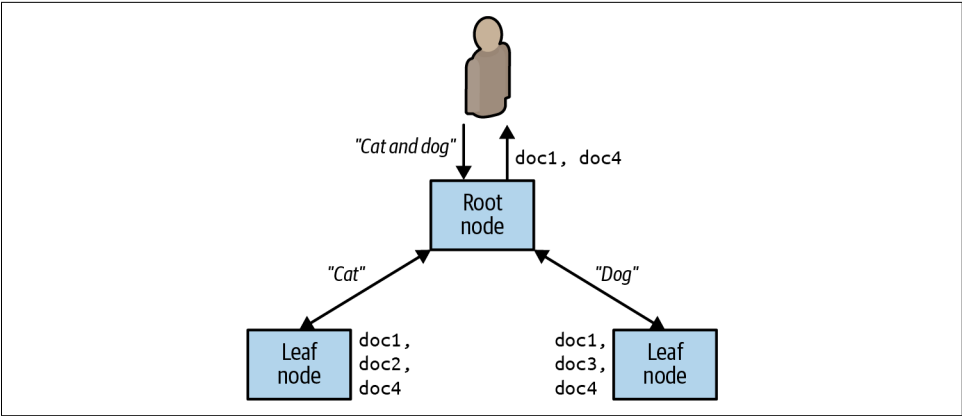 "Cat and dog"
doc1, doc4
Root
node
"Cat"
"Dog"
Leaf
node
doc1,
doc2,
doc4
doc1,
doc3,
doc4
Leaf
node